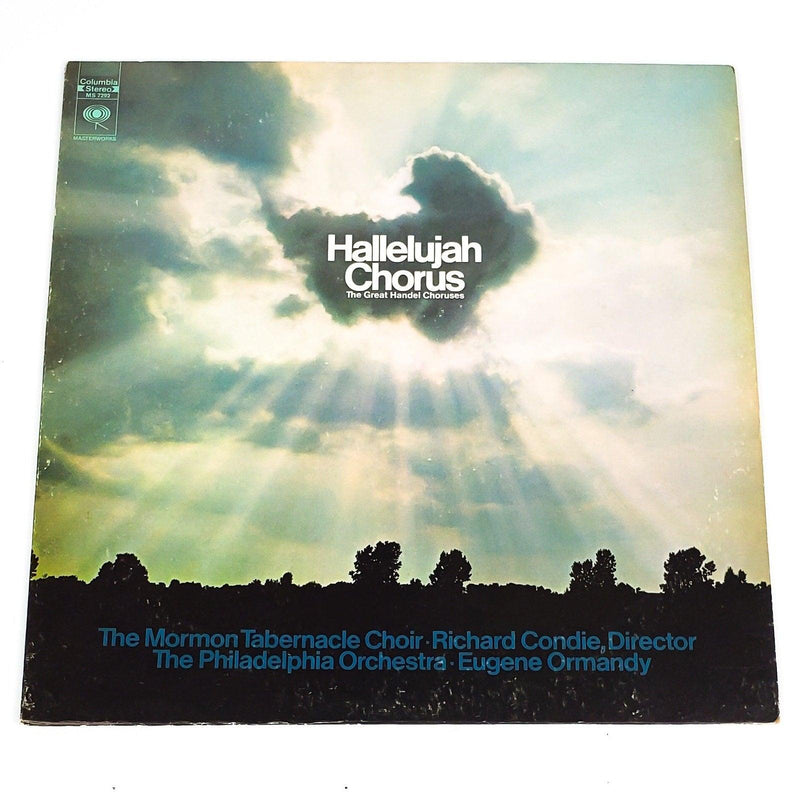 Columbia
Stereo
MS 7292
MASTERWORKS
Hallelujah
Chorus
The Great Handel Choruses
The Mormon Tabernacle Choir · Richard Condie, Director
The Philadelphia Orchestra · Eugene Ormandy